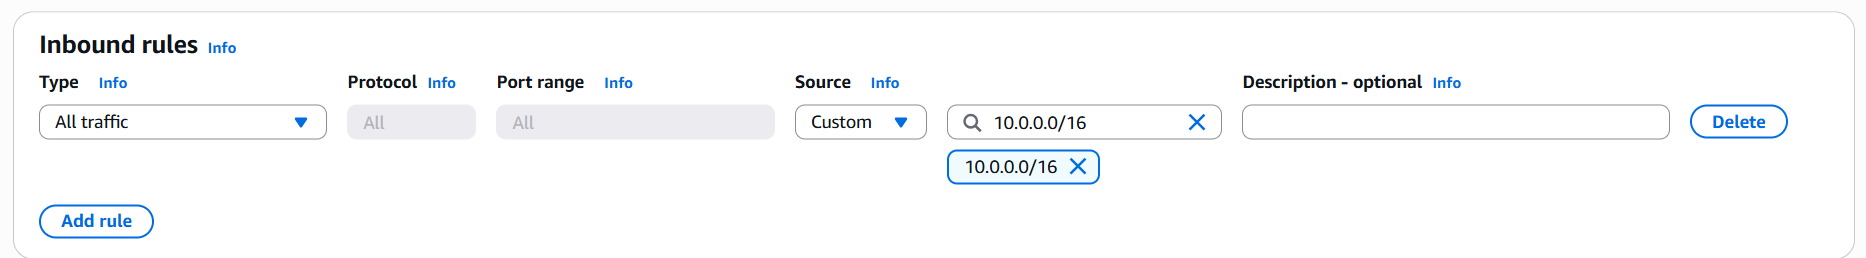 Inbound rules Info
Type Info Protocol Info Port range Info Source Info Description - optional Info
All traffic All All Custom 10.0.0.0/16 Delete
10.0.0.0/16
Add rule